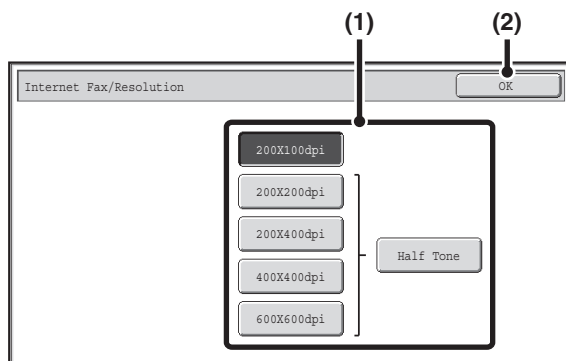 (1)
(2)
Internet Fax/Resolution
OK
200X100dpi
200X200dpi
200X400dpi
Half Tone
400X400dpi
600X600dpi